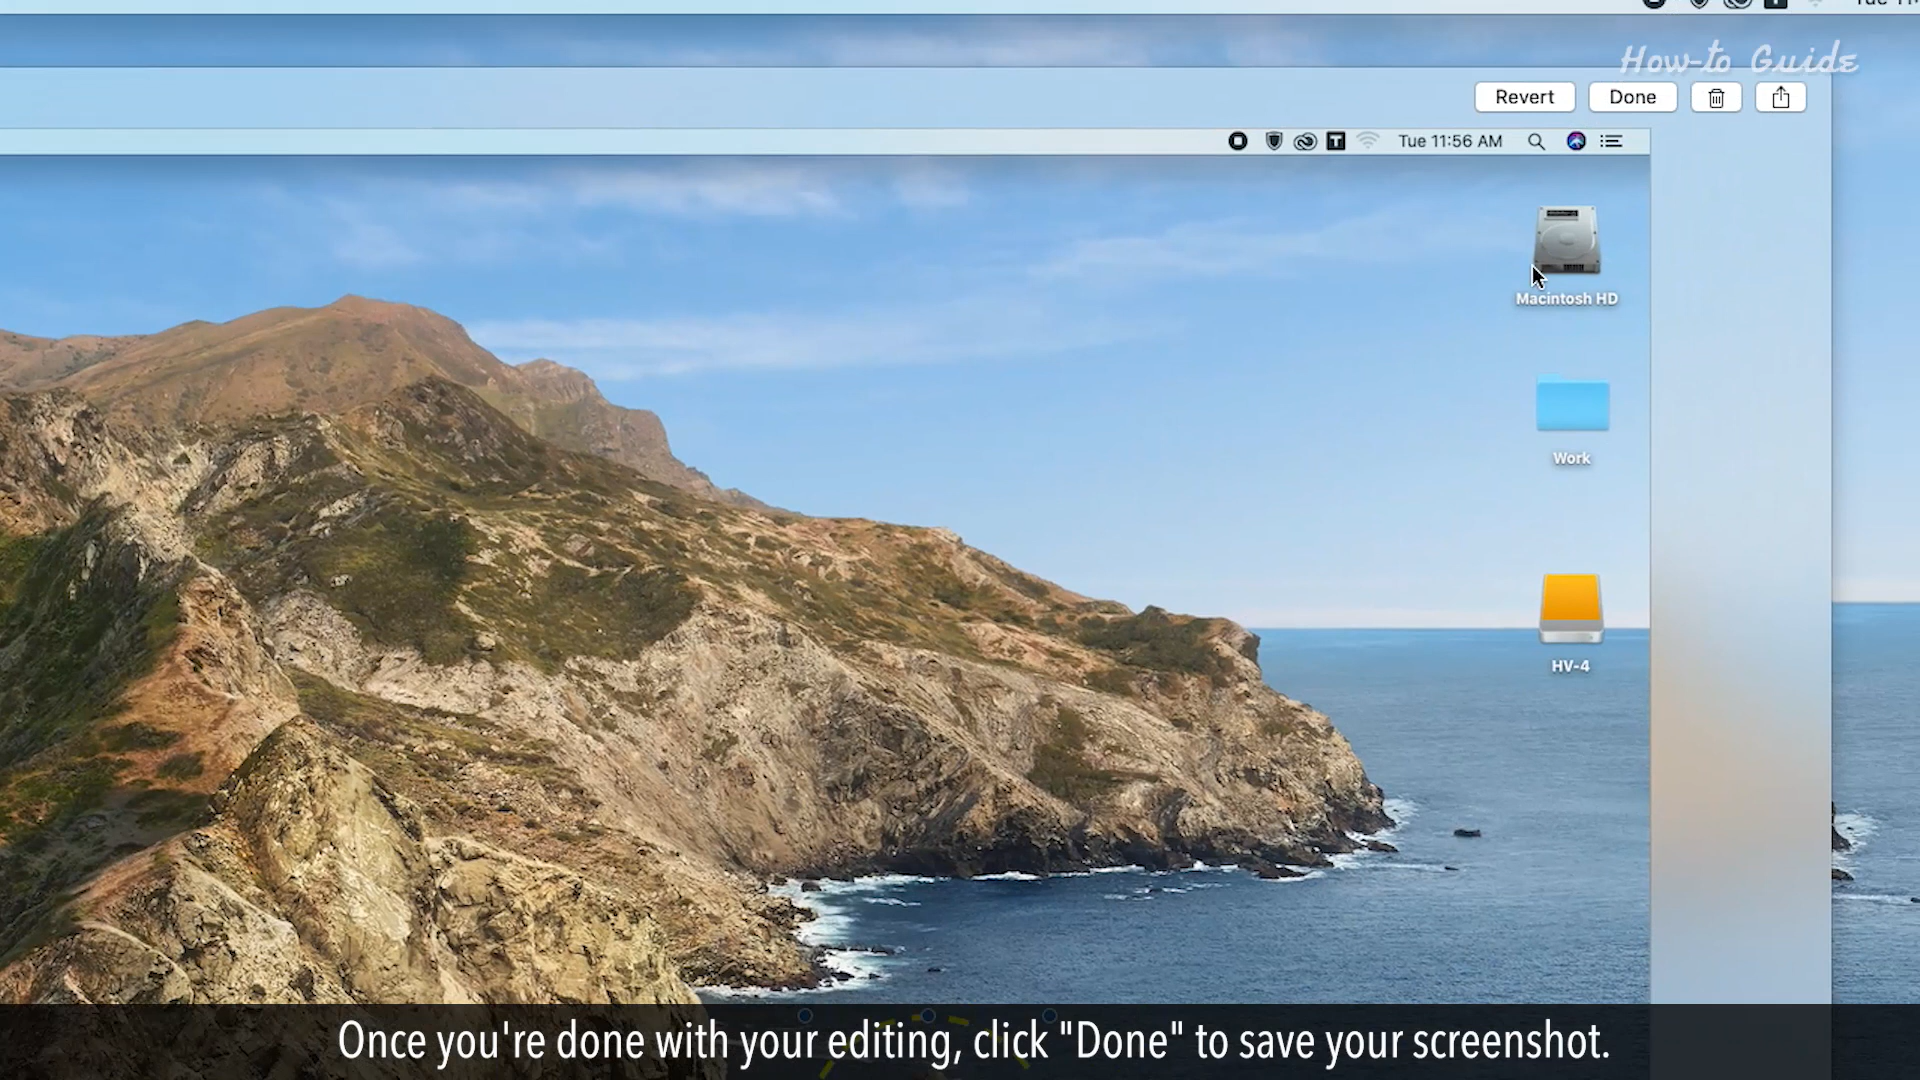 How-to Guide
Revert
Done
T
Tue 11:56 AM
Macintosh HD
Work
HV-4
Once you're done with your editing, click "Done" to save your screenshot.